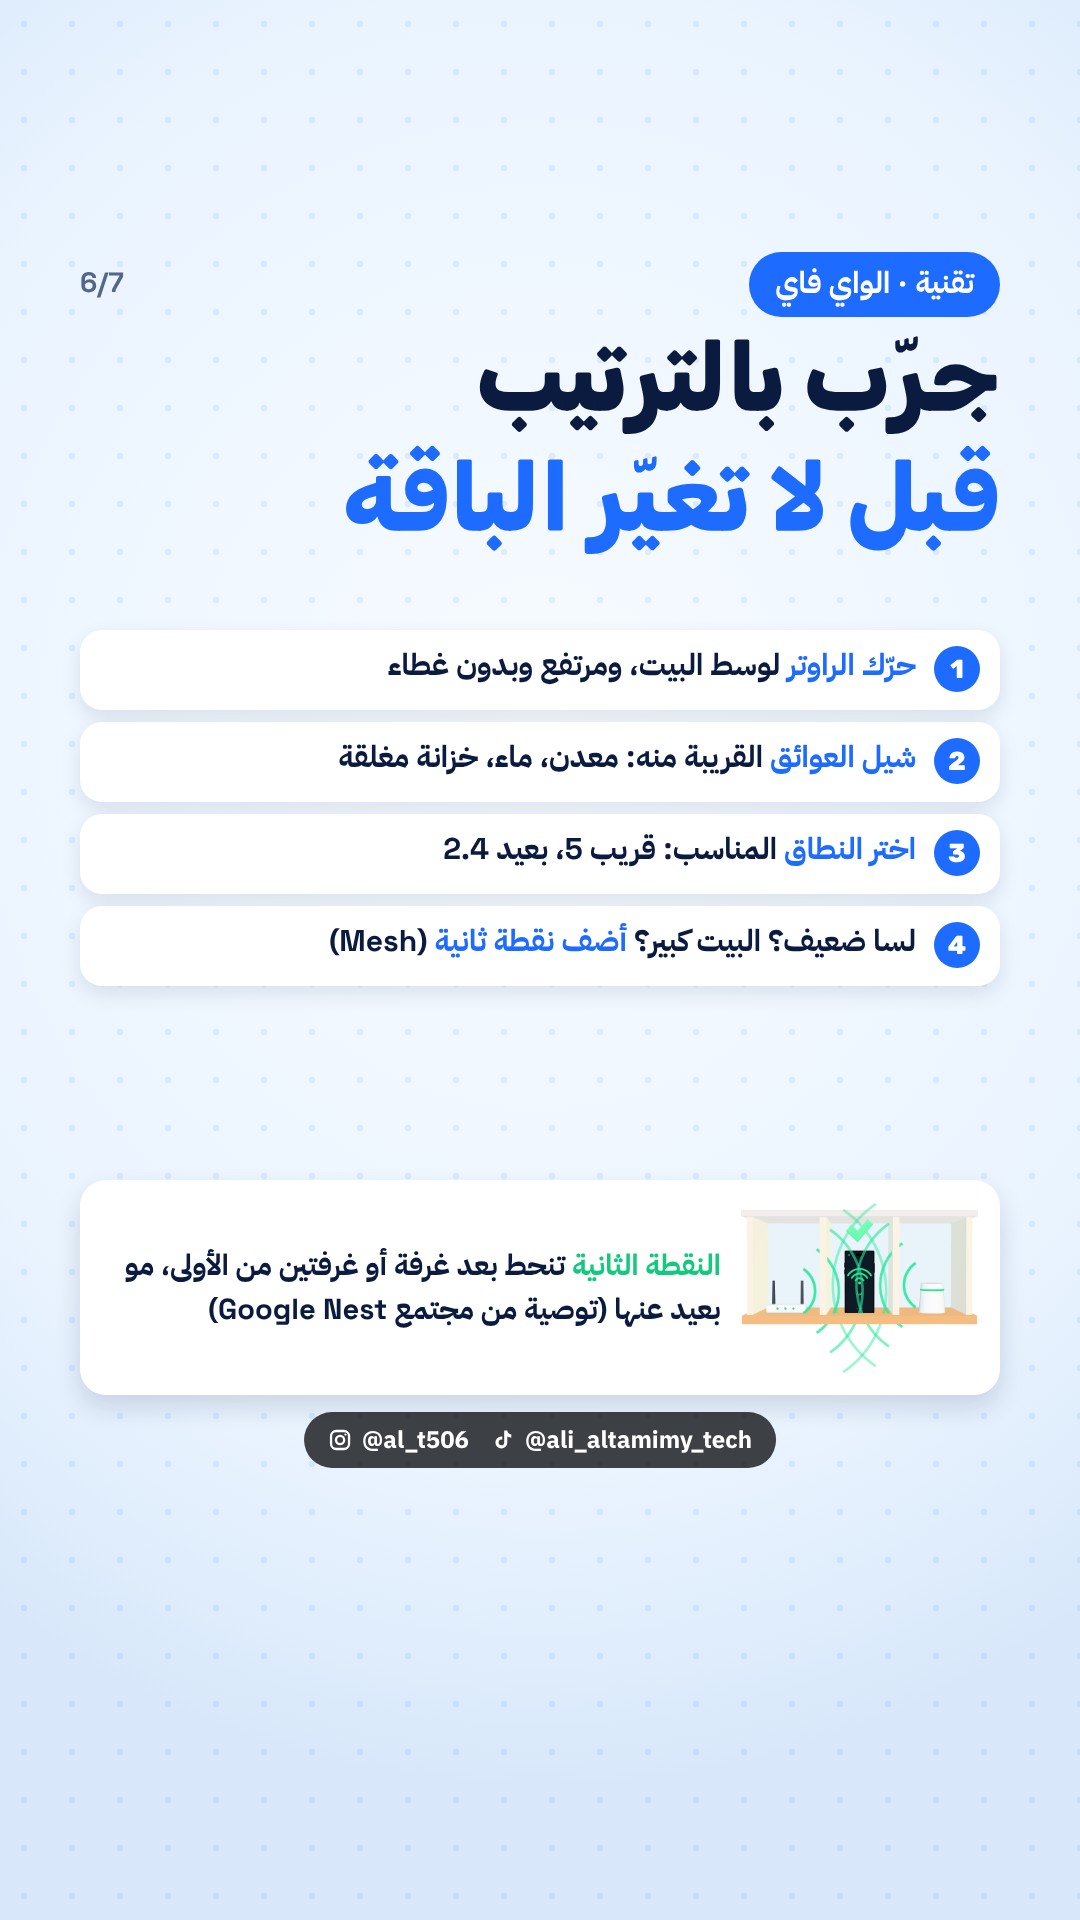 تقنية · الواي فاي
6/7
جرّب بالترتيب
قبل لا تغيّر الباقة
1 حرّك الراوتر لوسط البيت، ومرتفع وبدون غطاء
2 شيل العوائق القريبة منه: معدن، ماء، خزانة مغلقة
3 اختر النطاق المناسب: قريب 5، بعيد 2.4
4 لسا ضعيف؟ البيت كبير؟ أضف نقطة ثانية (Mesh)
النقطة الثانية تنحط بعد غرفة أو غرفتين من الأولى، مو
بعيد عنها (توصية من مجتمع Google Nest)
@al_t506 @ali_altamimy_tech